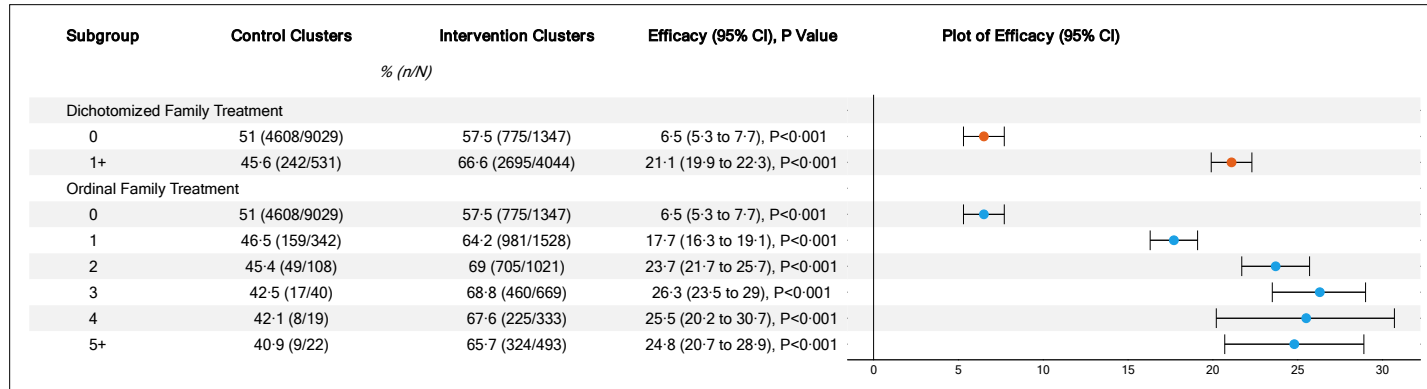 Subgroup Control Clusters Intervention Clusters Efficacy (95% CI), P Value Plot of Efficacy (95% CI)
% (n/N)
Dichotomized Family Treatment
0 51 (4608/9029) 57·5 (775/1347) 6·5 (5·3 to 7·7), P<0·001
1+ 45·6 (242/531) 66·6 (2695/4044) 21·1 (19·9 to 22·3), P<0·001
Ordinal Family Treatment
0 51 (4608/9029) 57·5 (775/1347) 6·5 (5·3 to 7·7), P<0·001
1 46·5 (159/342) 64·2 (981/1528) 17·7 (16·3 to 19·1), P<0·001
2 45·4 (49/108) 69 (705/1021) 23·7 (21·7 to 25·7), P<0·001
3 42·5 (17/40) 68·8 (460/669) 26·3 (23·5 to 29), P<0·001
4 42·1 (8/19) 67·6 (225/333) 25·5 (20·2 to 30·7), P<0·001
5+ 40·9 (9/22) 65·7 (324/493) 24·8 (20·7 to 28·9), P<0·001
0 5 10 15 20 25 30